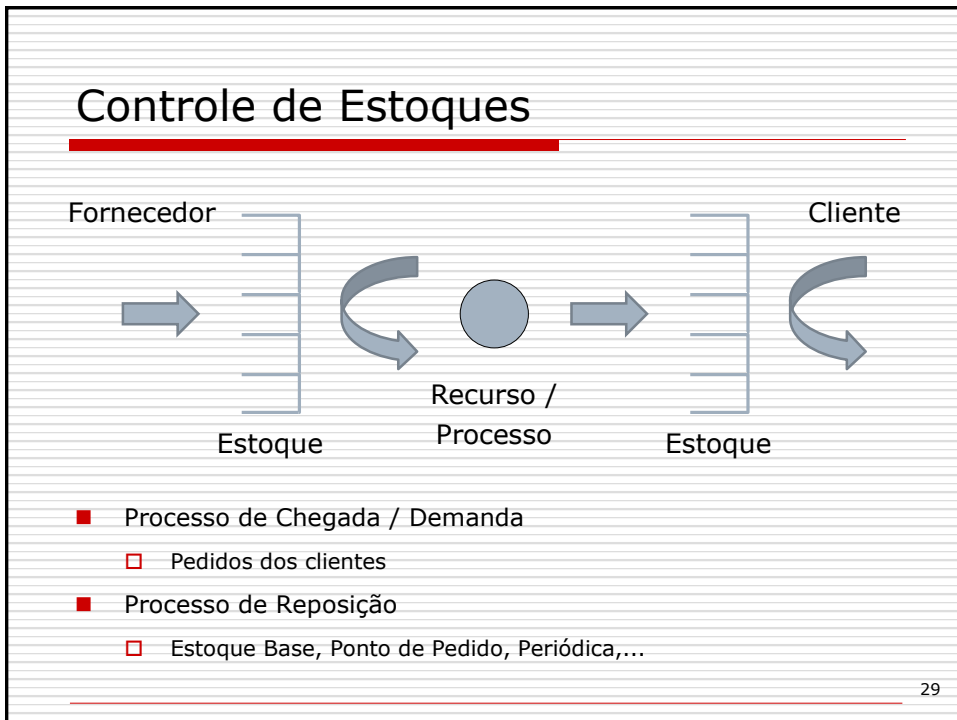 Controle de Estoques
Fornecedor
Cliente
Recurso /
Processo
Estoque
Estoque
Processo de Chegada / Demanda
Pedidos dos clientes
Processo de Reposição
Estoque Base, Ponto de Pedido, Periódica,...
29